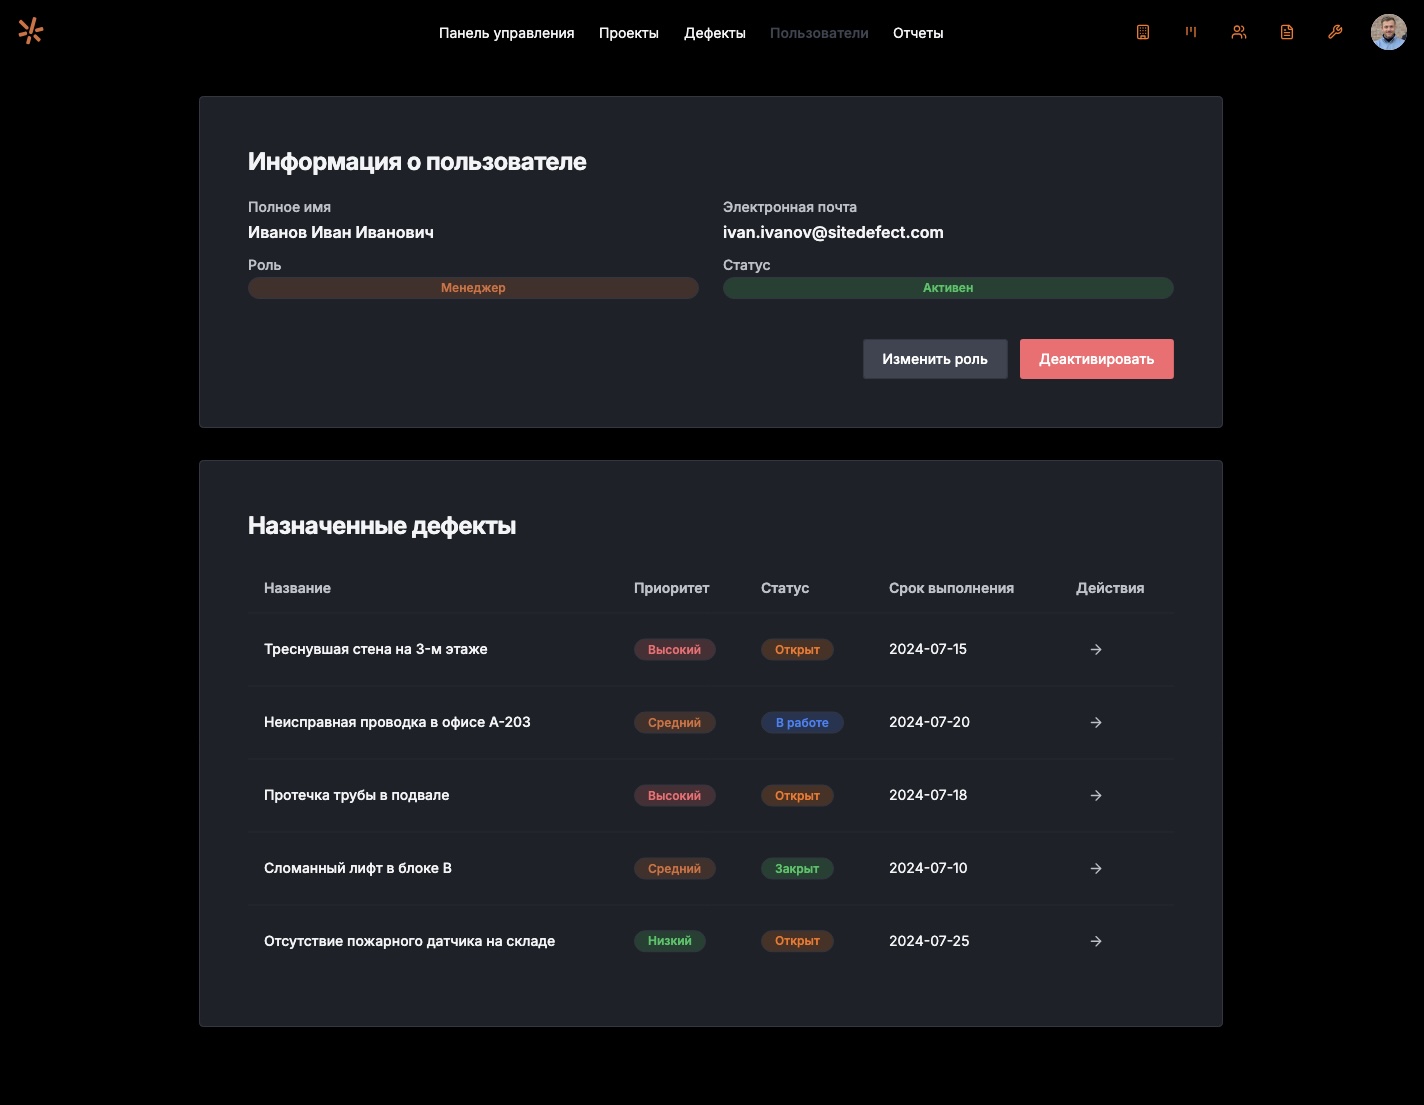 Панель управления Проекты Дефекты Пользователи Отчеты
Информация о пользователе
Полное имя
Иванов Иван Иванович
Электронная почта
ivan.ivanov@sitedefect.com
Роль
Менеджер
Статус
Активен
Изменить роль Деактивировать
Назначенные дефекты
Название Приоритет Статус Срок выполнения Действия
Треснувшая стена на 3-м этаже Высокий Открыт 2024-07-15
Неисправная проводка в офисе A-203 Средний В работе 2024-07-20
Протечка трубы в подвале Высокий Открыт 2024-07-18
Сломанный лифт в блоке B Средний Закрыт 2024-07-10
Отсутствие пожарного датчика на складе Низкий Открыт 2024-07-25